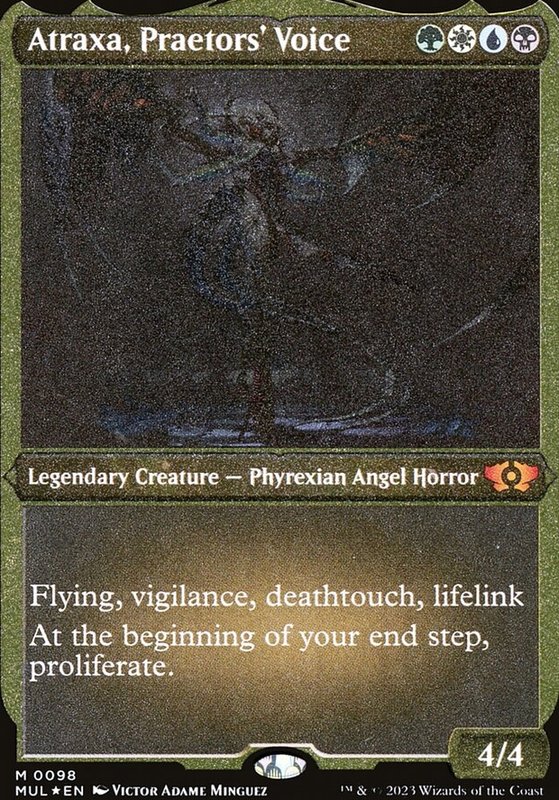 Atraxa, Praetors' Voice
Legendary Creature — Phyrexian Angel Horror
Flying, vigilance, deathtouch, lifelink
At the beginning of your end step,
proliferate.
4/4
M 0098
MUL★EN Victor Adame Minguez
™ & © 2023 Wizards of the Coast